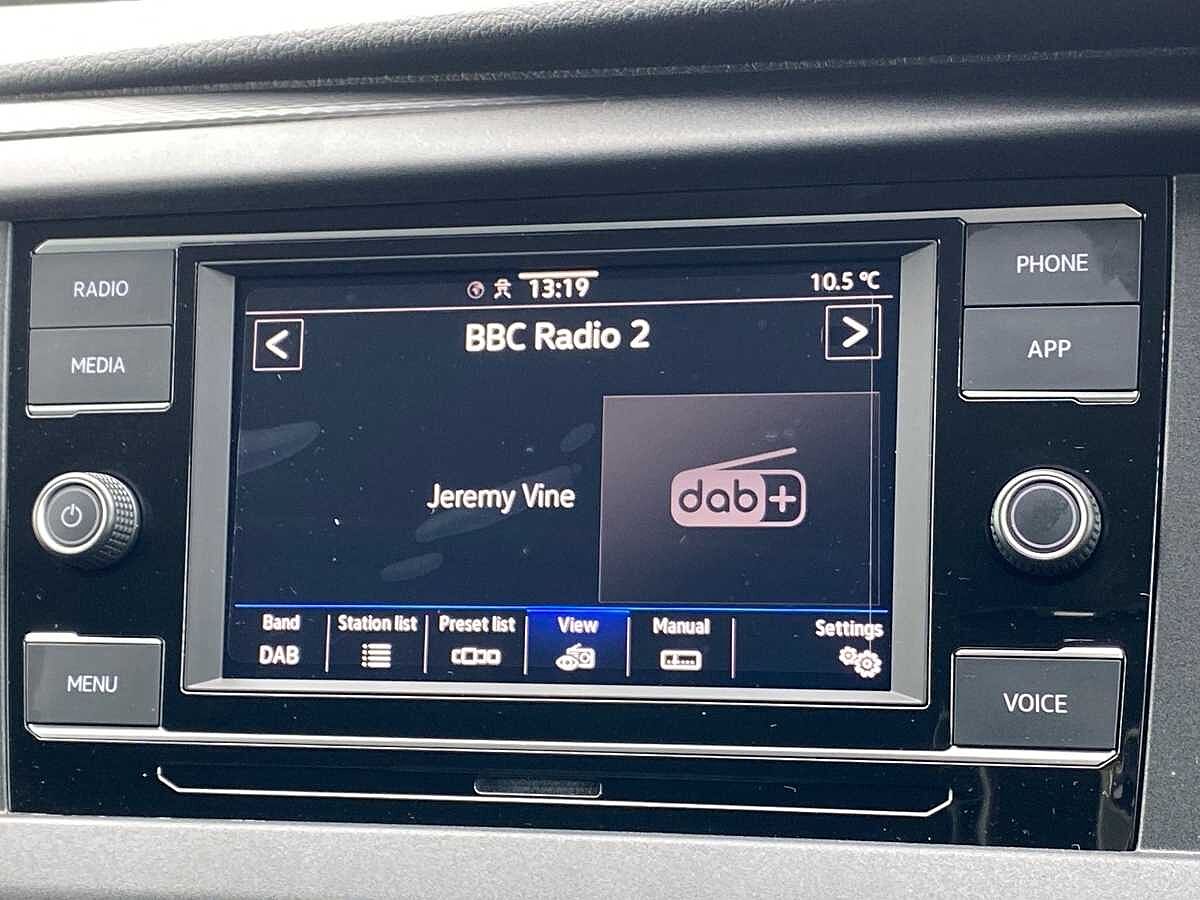 RADIO
MEDIA
MENU
13:19
10.5 °C
BBC Radio 2
Jeremy Vine
dab+
Band
DAB
Station list
Preset list
View
Manual
Settings
PHONE
APP
VOICE